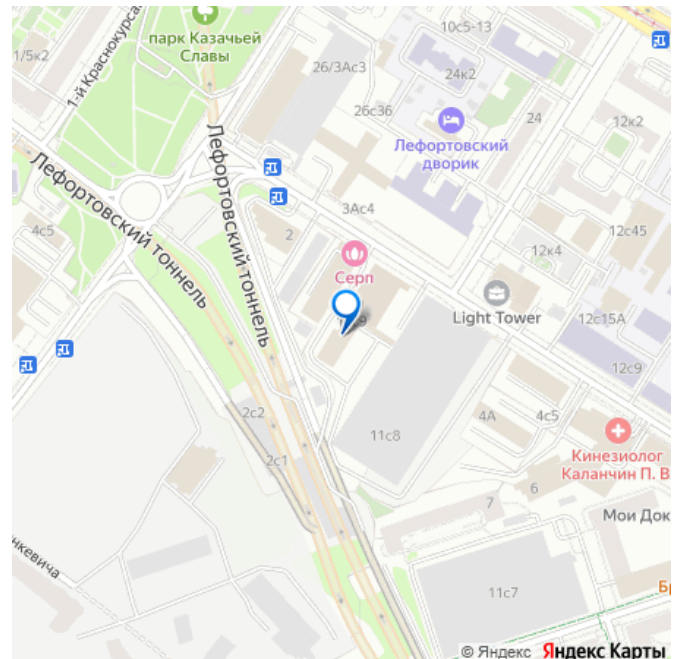 10с5-13
парк Казачьей
Славы
1/5к2
1-й Краснокурса
26/3Ас3
24к2
26с36
24
12к2
Лефортовский
дворик
Лефортовский тоннель
Лефортовский тоннель
3Ас4
12с45
4с5
2
12к4
Серп
Light Tower
12с15А
12с9
2с2
4А
4с5
11с8
2с1
Кинезиолог
Каланчин П. В
7
6
Мои Док
нкевича
11с7
Бр
© Яндекс Яндекс Карты